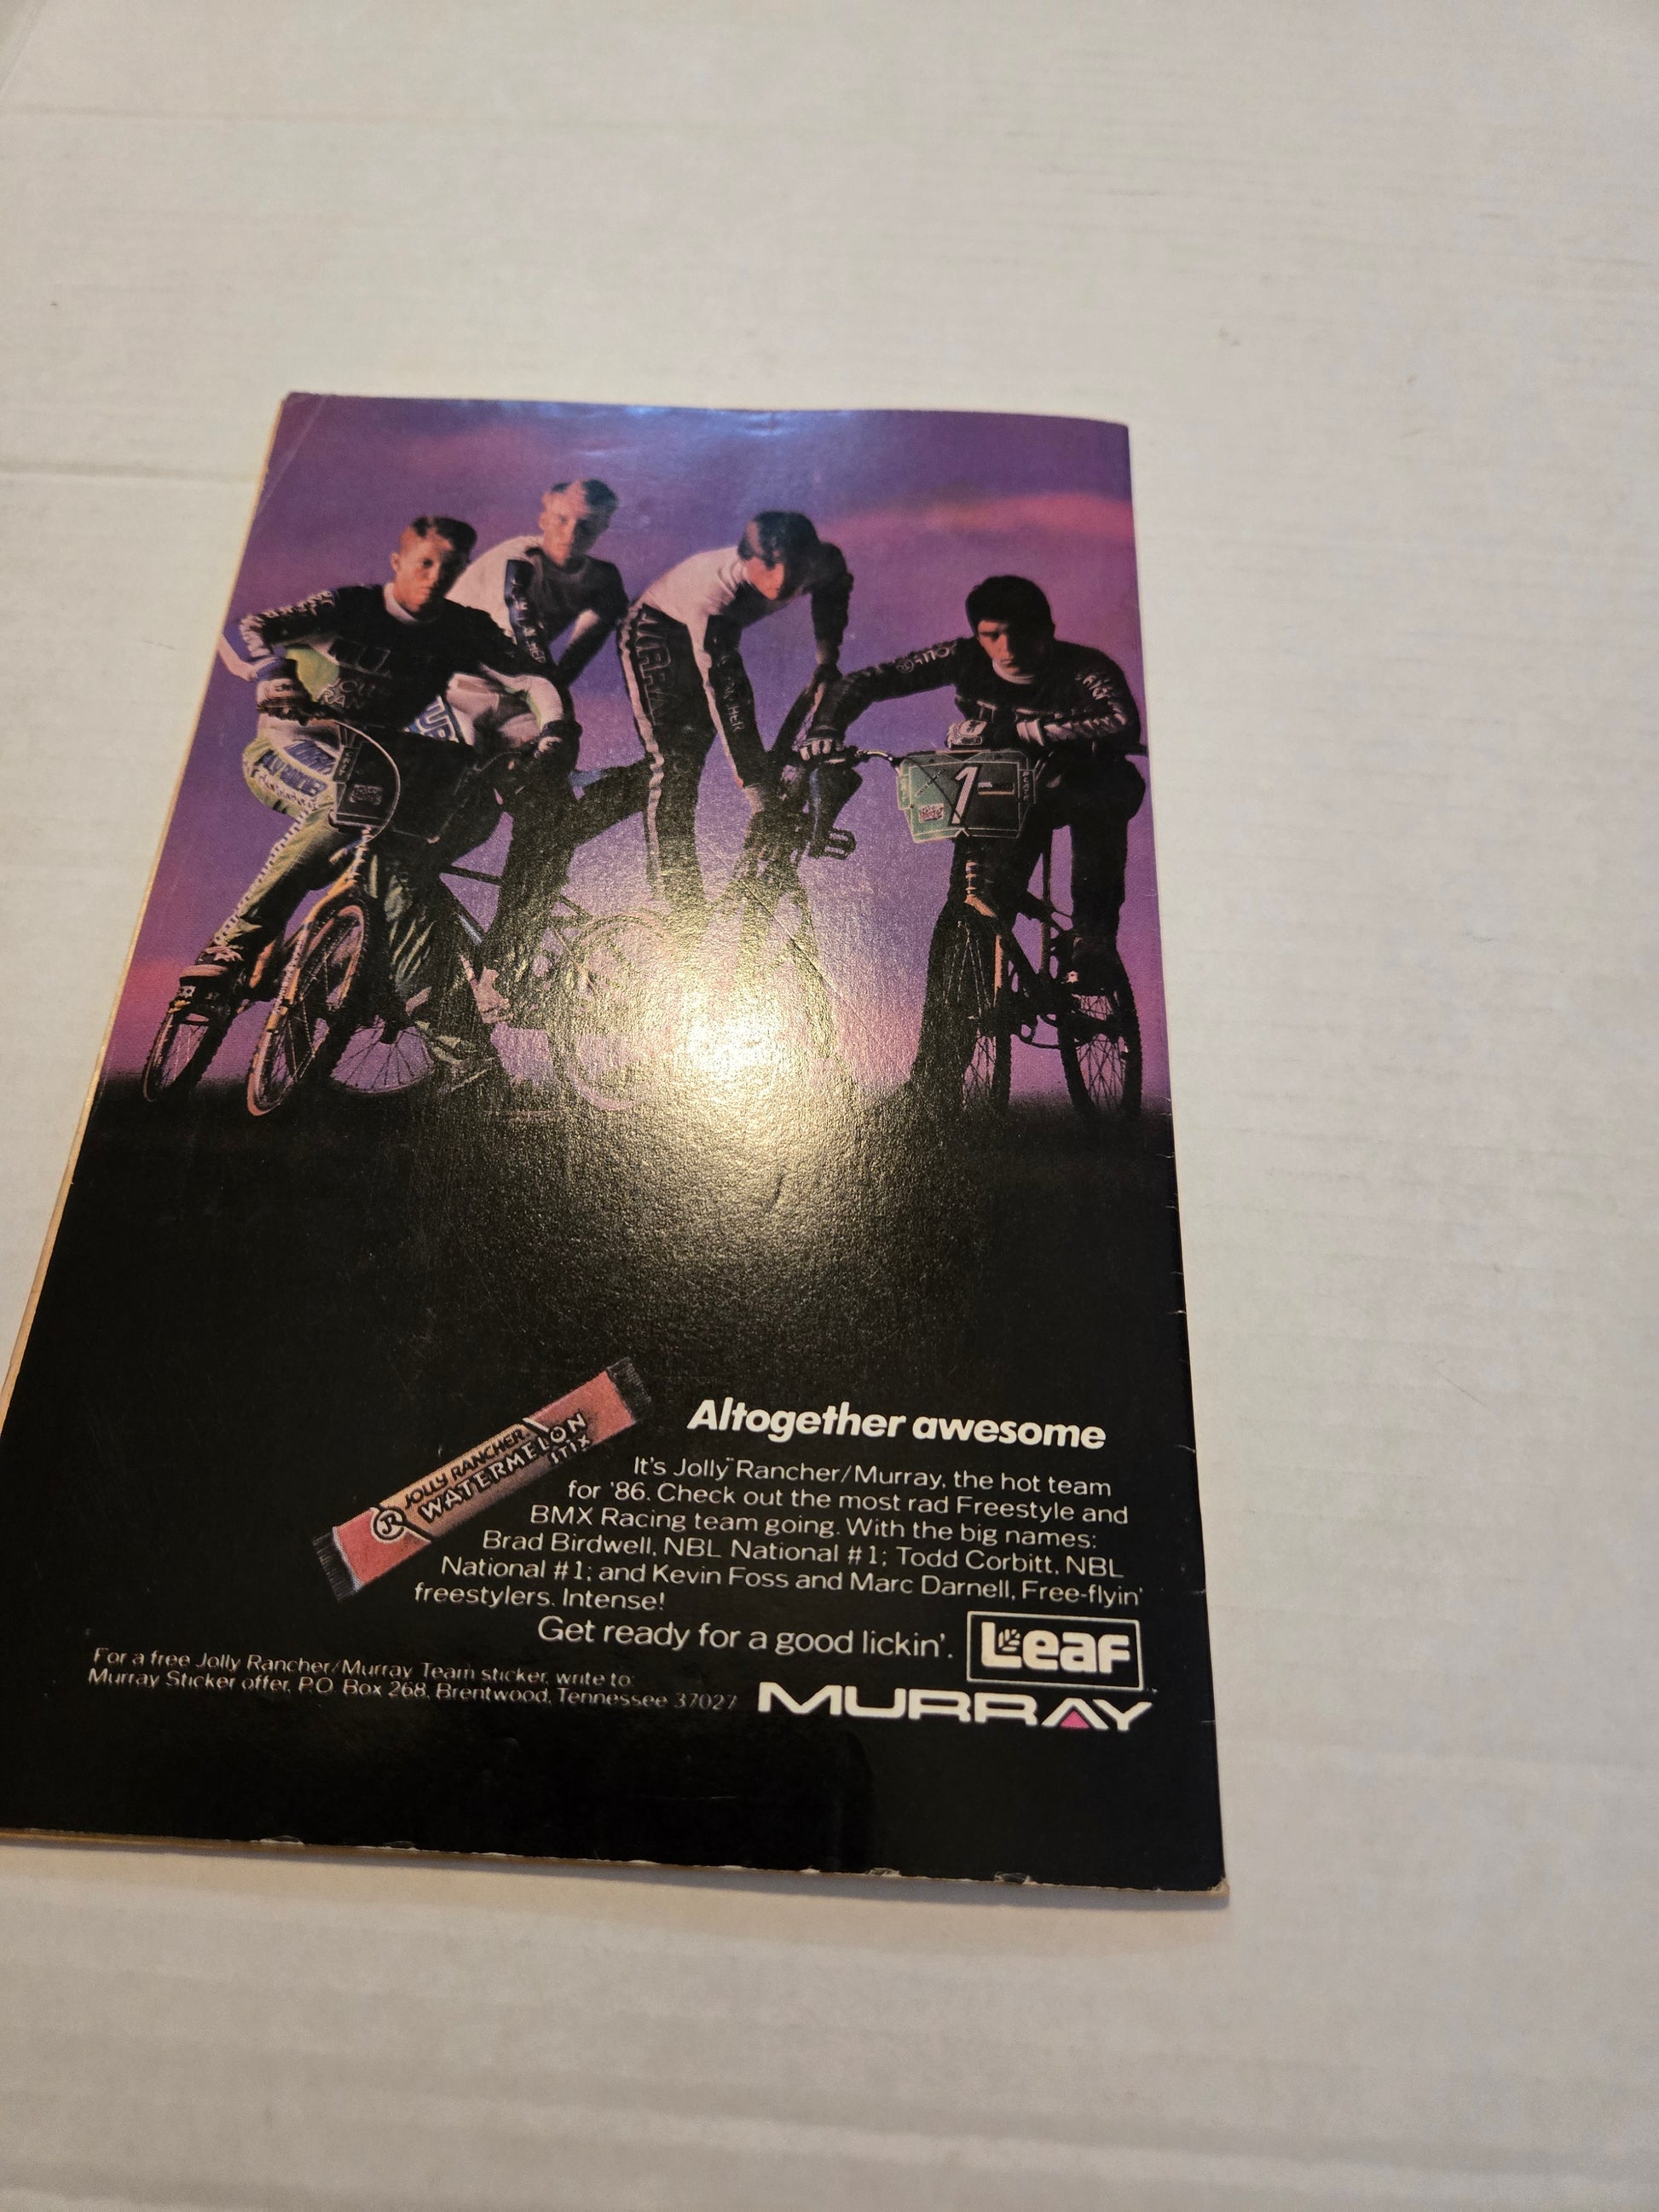 MURRAY
1
JOLLY RANCHER
WATERMELON
STIX
JR
Altogether awesome
It's Jolly Rancher/Murray, the hot team
for '86. Check out the most rad Freestyle and
BMX Racing team going. With the big names:
Brad Birdwell, NBL National #1; Todd Corbitt, NBL
National #1; and Kevin Foss and Marc Darnell, Free-flyin'
freestylers. Intense!
Get ready for a good lickin'.
Leaf
For a free Jolly Rancher/Murray Team sticker, write to:
Murray Sticker offer, P.O. Box 268, Brentwood, Tennessee 37027
MURRAY